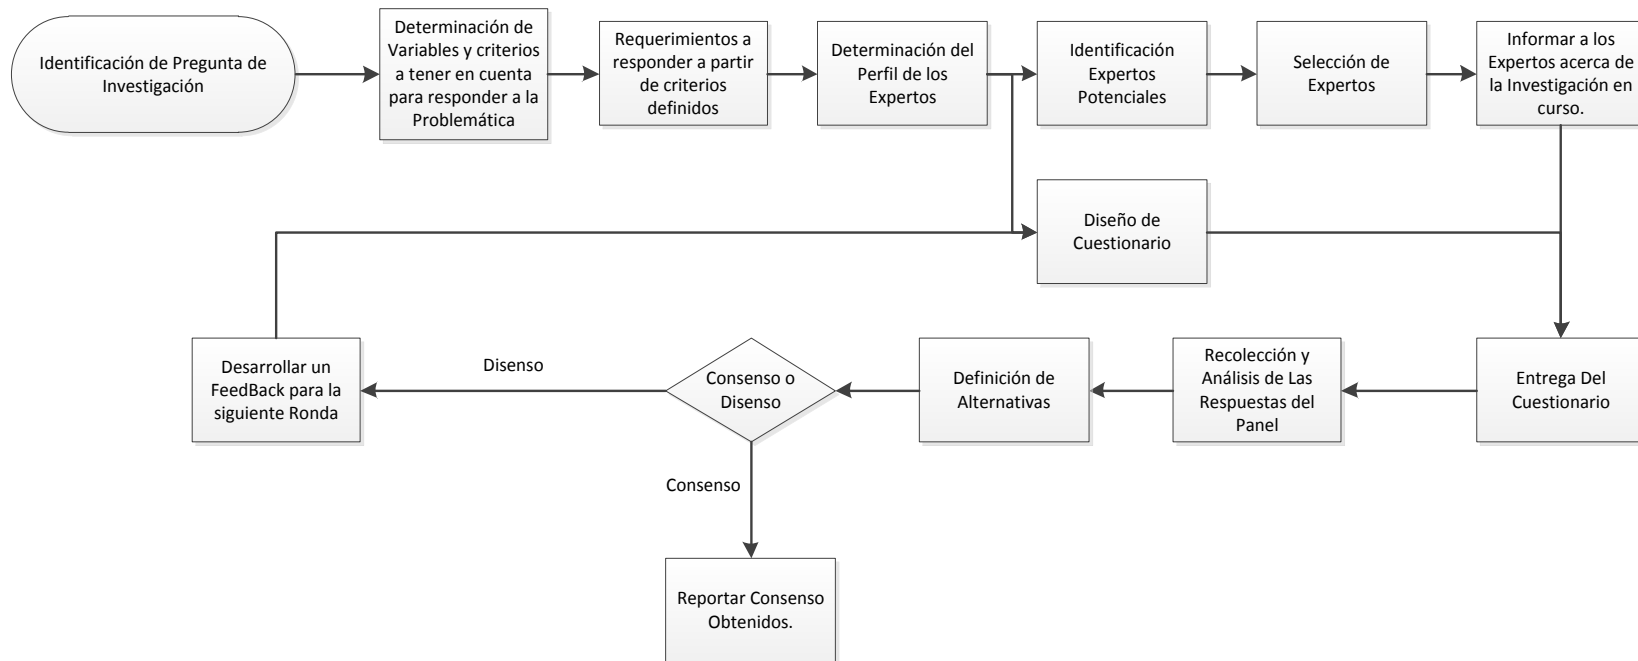 Identificación de Pregunta de
Investigación
Determinación de
Variables y criterios
a tener en cuenta
para responder a la
Problemática
Requerimientos a
responder a partir
de criterios
definidos
Determinación del
Perfil de los
Expertos
Identificación
Expertos
Potenciales
Selección de
Expertos
Informar a los
Expertos acerca de
la Investigación en
curso.
Diseño de
Cuestionario
Desarrollar un
FeedBack para la
siguiente Ronda
Disenso
Consenso o
Disenso
Definición de
Alternativas
Recolección y
Análisis de Las
Respuestas del
Panel
Entrega Del
Cuestionario
Consenso
Reportar Consenso
Obtenidos.